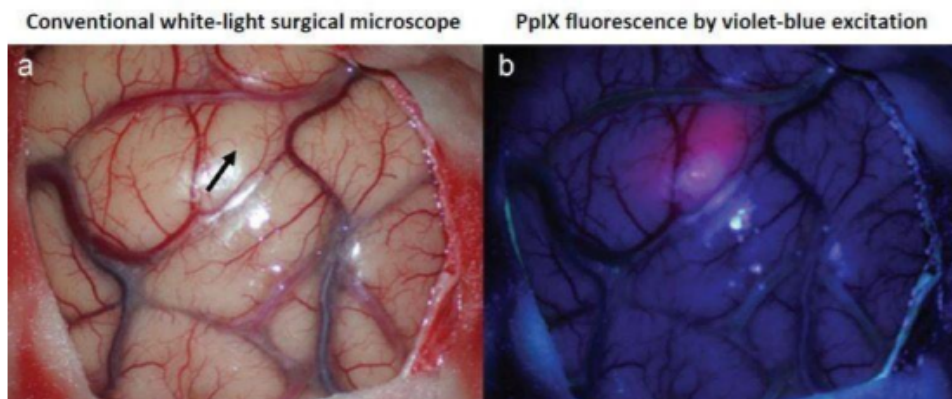 Conventional white-light surgical microscope
PpIX fluorescence by violet-blue excitation
a
b